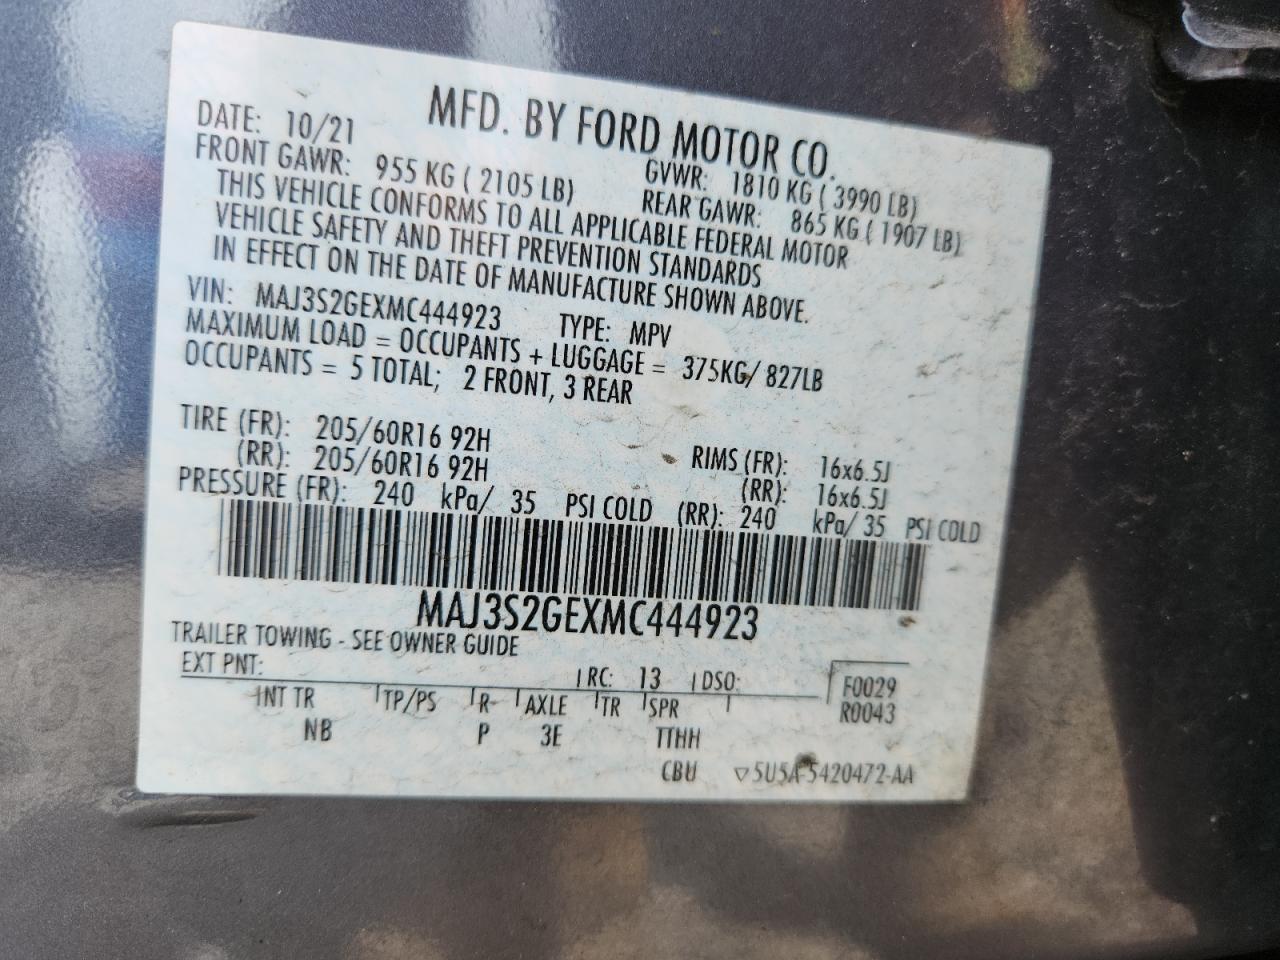 MFD. BY FORD MOTOR CO.
DATE: 10/21 GVWR: 1810 KG ( 3990 LB)
FRONT GAWR: 955 KG ( 2105 LB) REAR GAWR: 865 KG ( 1907 LB)
THIS VEHICLE CONFORMS TO ALL APPLICABLE FEDERAL MOTOR
VEHICLE SAFETY AND THEFT PREVENTION STANDARDS
IN EFFECT ON THE DATE OF MANUFACTURE SHOWN ABOVE.
VIN: MAJ3S2GEXMC444923 TYPE: MPV
MAXIMUM LOAD = OCCUPANTS + LUGGAGE = 375KG/ 827LB
OCCUPANTS = 5 TOTAL; 2 FRONT, 3 REAR
TIRE (FR): 205/60R16 92H RIMS (FR): 16x6.5J
(RR): 205/60R16 92H (RR): 16x6.5J
PRESSURE (FR): 240 kPa/ 35 PSI COLD (RR): 240 kPa/ 35 PSI COLD
MAJ3S2GEXMC444923
TRAILER TOWING - SEE OWNER GUIDE
EXT PNT: RC: 13 DSO: F0029
INT TR TP/PS R AXLE TR SPR R0043
NB P 3E TTHH
CBU ▽5U5A-5420472-AA